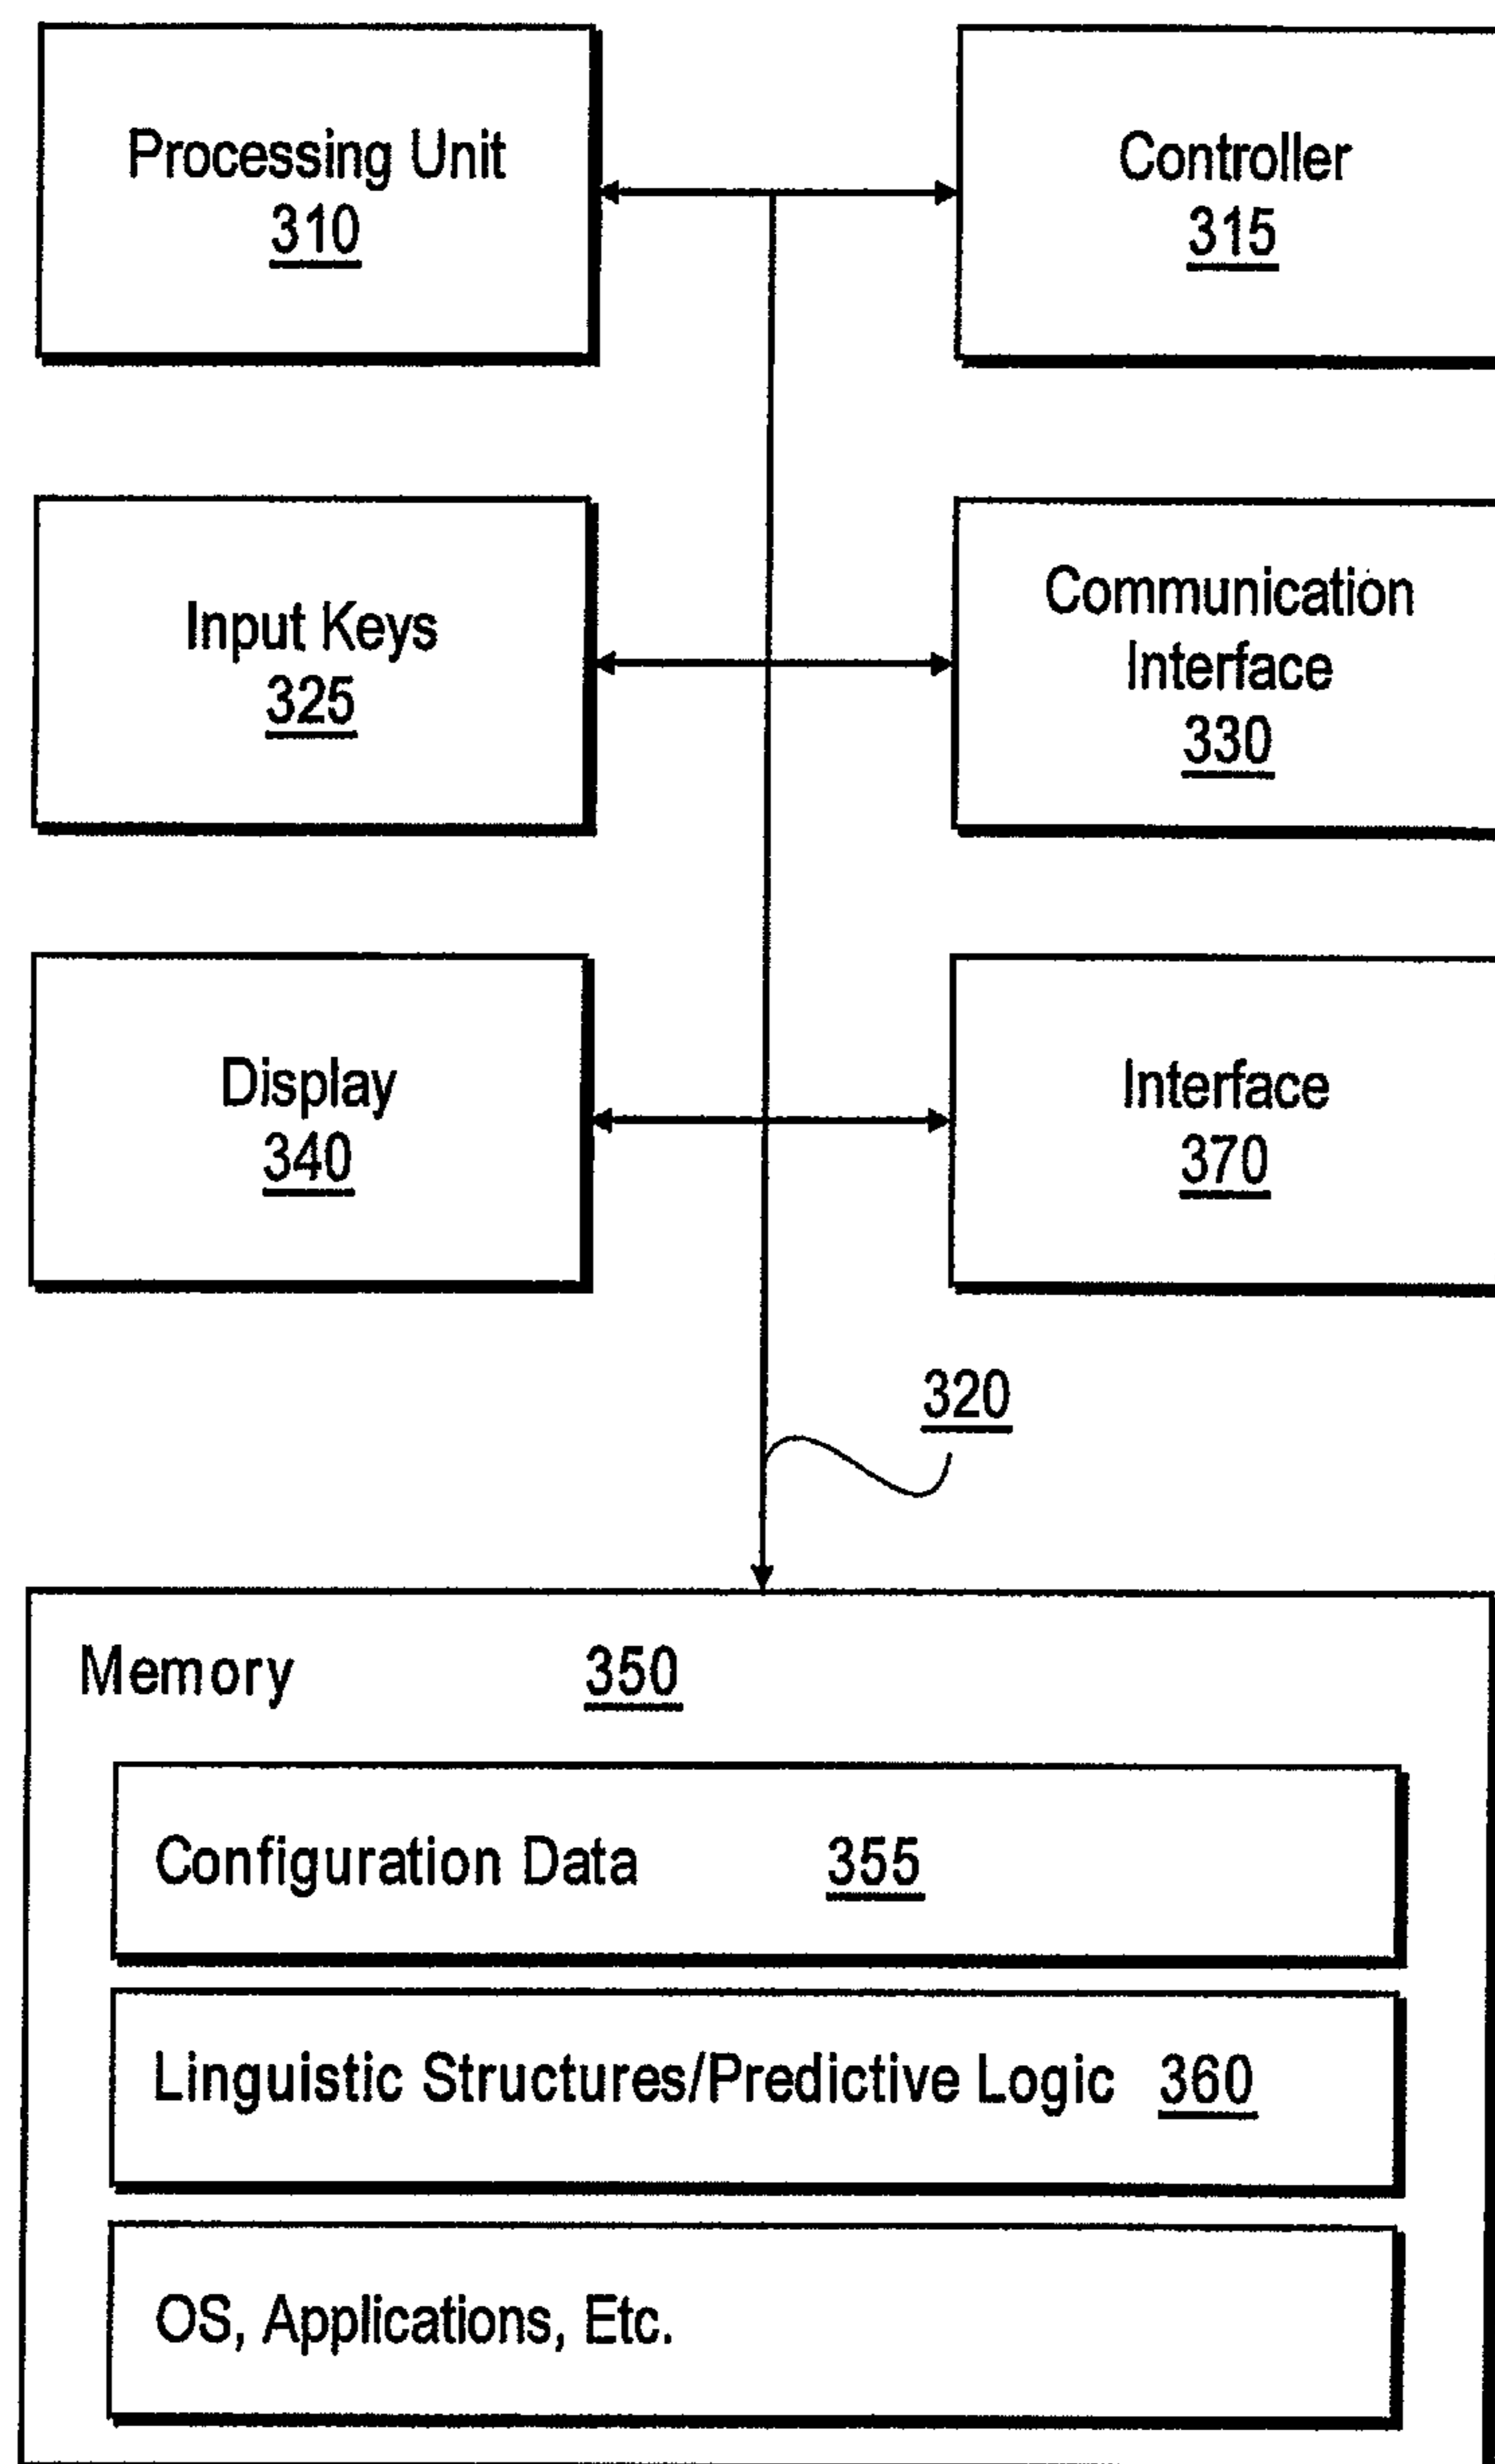 Processing Unit
310
Controller
315
Input Keys
325
Communication
Interface
330
Display
340
Interface
370
320
Memory 350
Configuration Data 355
Linguistic Structures/Predictive Logic 360
OS, Applications, Etc.